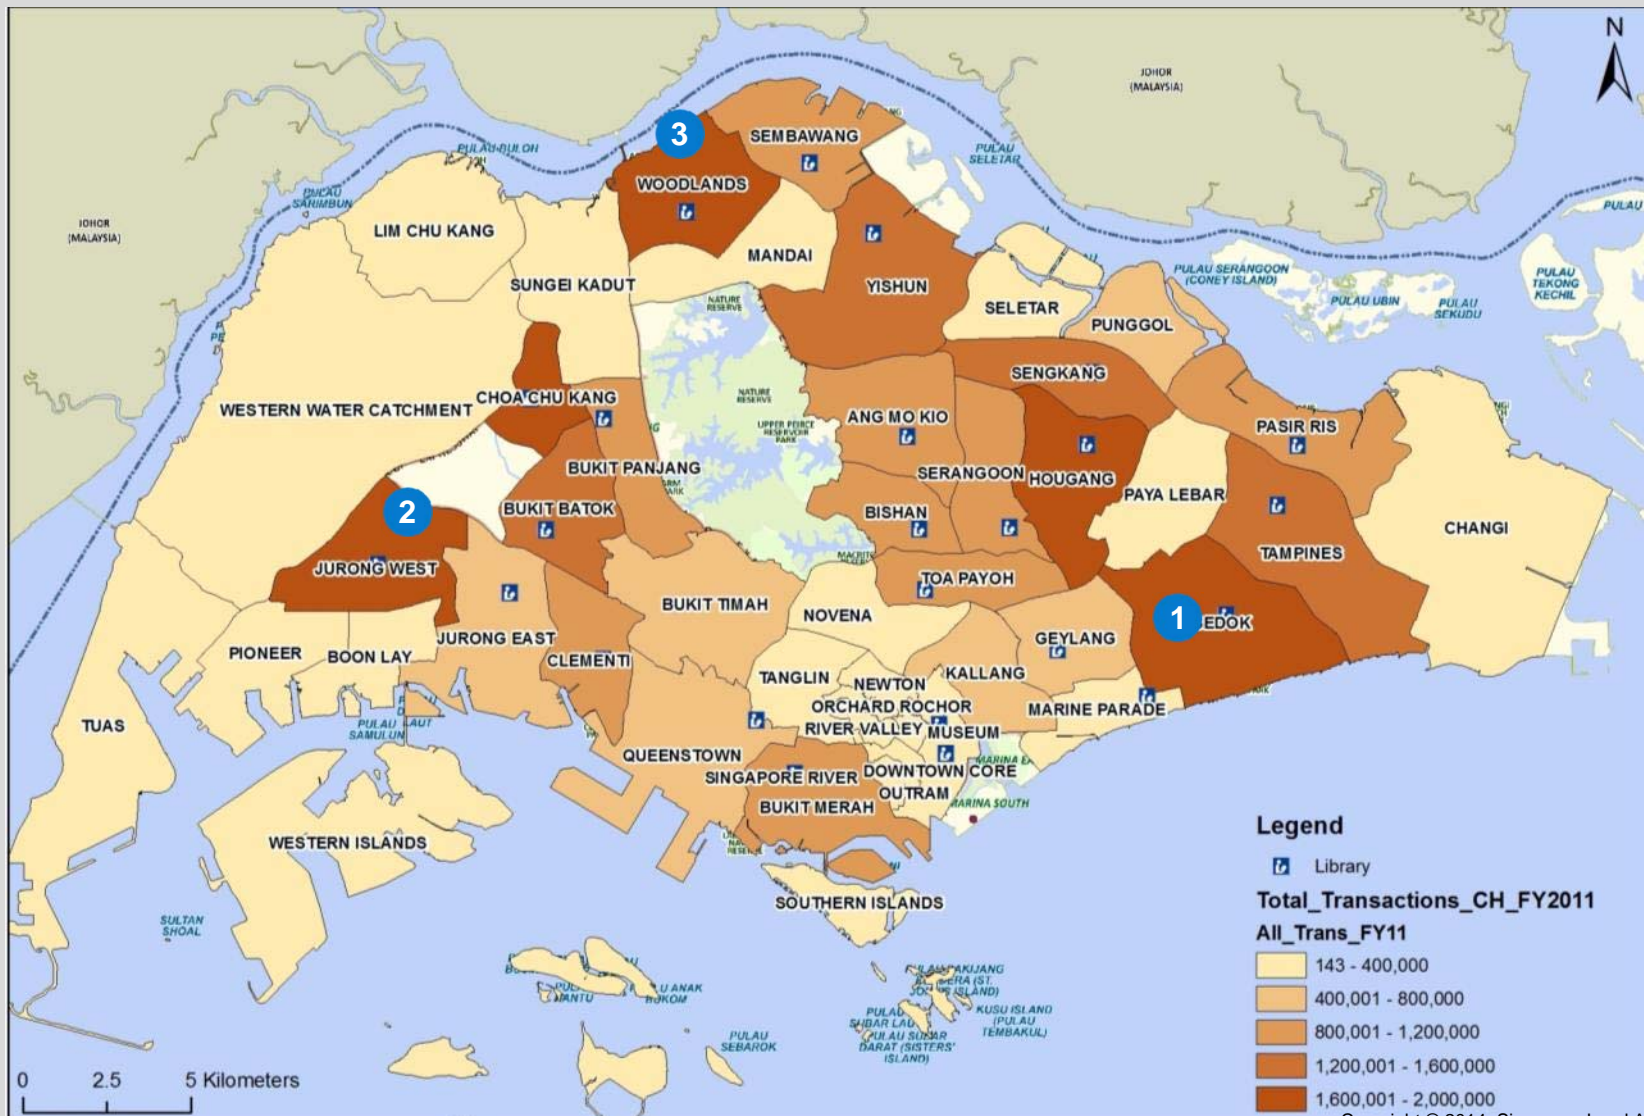 N
JOHOR
(MALAYSIA)
JOHOR
(MALAYSIA)
PULAU BULOH
PULAU
SARIMBUN
PULAU
SELETAR
PULAU
3
SEMBAWANG
WOODLANDS
LIM CHU KANG
MANDAI
SUNGEI KADUT
YISHUN
NATURE
RESERVE
SELETAR
PUNGGOL
PULAU SERANGOON
(CONEY ISLAND)
PULAU UBIN
PULAU
SEKUDU
PULAU
TEKONG
KECHIL
SENGKANG
CHOA CHU KANG
WESTERN WATER CATCHMENT
NATURE
RESERVE
ANG MO KIO
UPPER PEIRCE
RESERVOIR
PARK
PASIR RIS
BUKIT PANJANG
SERANGOON
HOUGANG
PAYA LEBAR
2
BUKIT BATOK
BISHAN
CHANGI
TAMPINES
JURONG WEST
TOA PAYOH
BUKIT TIMAH
NOVENA
1
EDOK
GEYLANG
JURONG EAST
PIONEER
BOON LAY
CLEMENTI
TANGLIN
NEWTON
KALLANG
ORCHARD ROCHOR
MARINE PARADE
RIVER VALLEY
MUSEUM
TUAS
PULAU
SAMULUN
LAUT
QUEENSTOWN
SINGAPORE RIVER
DOWNTOWN CORE
OUTRAM
BUKIT MERAH
MARINA SOUTH
WESTERN ISLANDS
SOUTHERN ISLANDS
SULTAN
SHOAL
KUSU ISLAND
(PULAU
TEMBAKUL)
PULAU
SEBAROK
DARAT (SISTERS'
ISLAND)
Legend
Library
Total_Transactions_CH_FY2011
All_Trans_FY11
143 - 400,000
400,001 - 800,000
800,001 - 1,200,000
1,200,001 - 1,600,000
1,600,001 - 2,000,000
0 2.5 5 Kilometers